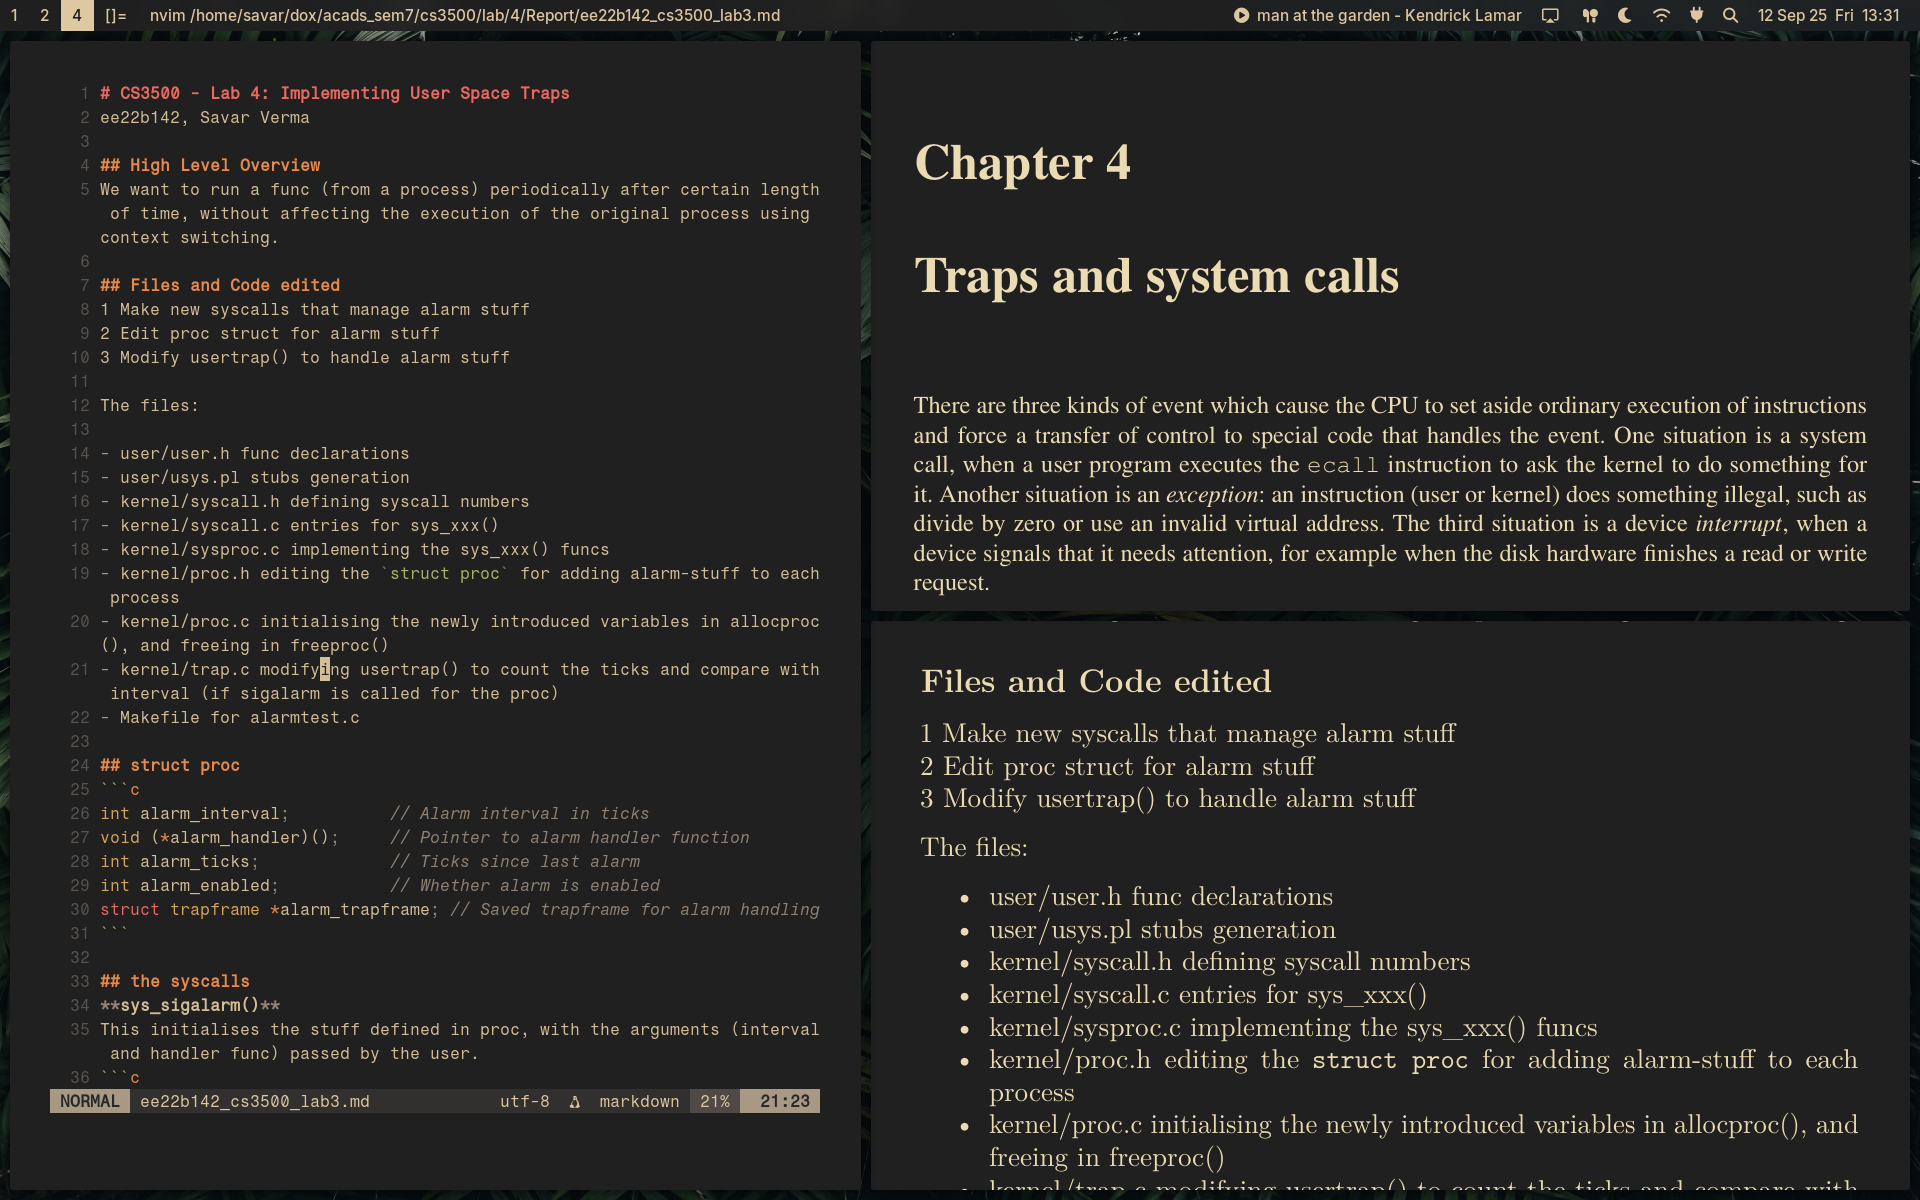 1 2 4 []= nvim /home/savar/dox/acads_sem7/cs3500/lab/4/Report/ee22b142_cs3500_lab3.md man at the garden - Kendrick Lamar 12 Sep 25 Fri 13:31
1 # CS3500 - Lab 4: Implementing User Space Traps
2 ee22b142, Savar Verma
3
4 ## High Level Overview
5 We want to run a func (from a process) periodically after certain length
of time, without affecting the execution of the original process using
context switching.
6
7 ## Files and Code edited
8 1 Make new syscalls that manage alarm stuff
9 2 Edit proc struct for alarm stuff
10 3 Modify usertrap() to handle alarm stuff
11
12 The files:
13
14 - user/user.h func declarations
15 - user/usys.pl stubs generation
16 - kernel/syscall.h defining syscall numbers
17 - kernel/syscall.c entries for sys_xxx()
18 - kernel/sysproc.c implementing the sys_xxx() funcs
19 - kernel/proc.h editing the `struct proc` for adding alarm-stuff to each
process
20 - kernel/proc.c initialising the newly introduced variables in allocproc
(), and freeing in freeproc()
21 - kernel/trap.c modifying usertrap() to count the ticks and compare with
interval (if sigalarm is called for the proc)
22 - Makefile for alarmtest.c
23
24 ## struct proc
25 ```c
26 int alarm_interval; // Alarm interval in ticks
27 void (*alarm_handler)(); // Pointer to alarm handler function
28 int alarm_ticks; // Ticks since last alarm
29 int alarm_enabled; // Whether alarm is enabled
30 struct trapframe *alarm_trapframe; // Saved trapframe for alarm handling
31 ```
32
33 ## the syscalls
34 **sys_sigalarm()**
35 This initialises the stuff defined in proc, with the arguments (interval
and handler func) passed by the user.
36 ```c
NORMAL ee22b142_cs3500_lab3.md utf-8 markdown 21% 21:23
Chapter 4
Traps and system calls
There are three kinds of event which cause the CPU to set aside ordinary execution of instructions
and force a transfer of control to special code that handles the event. One situation is a system
call, when a user program executes the ecall instruction to ask the kernel to do something for
it. Another situation is an exception: an instruction (user or kernel) does something illegal, such as
divide by zero or use an invalid virtual address. The third situation is a device interrupt, when a
device signals that it needs attention, for example when the disk hardware finishes a read or write
request.
Files and Code edited
1 Make new syscalls that manage alarm stuff
2 Edit proc struct for alarm stuff
3 Modify usertrap() to handle alarm stuff
The files:
• user/user.h func declarations
• user/usys.pl stubs generation
• kernel/syscall.h defining syscall numbers
• kernel/syscall.c entries for sys_xxx()
• kernel/sysproc.c implementing the sys_xxx() funcs
• kernel/proc.h editing the struct proc for adding alarm-stuff to each
process
• kernel/proc.c initialising the newly introduced variables in allocproc(), and
freeing in freeproc()
• kernel/trap.c modifying usertrap() to count the ticks and compare with